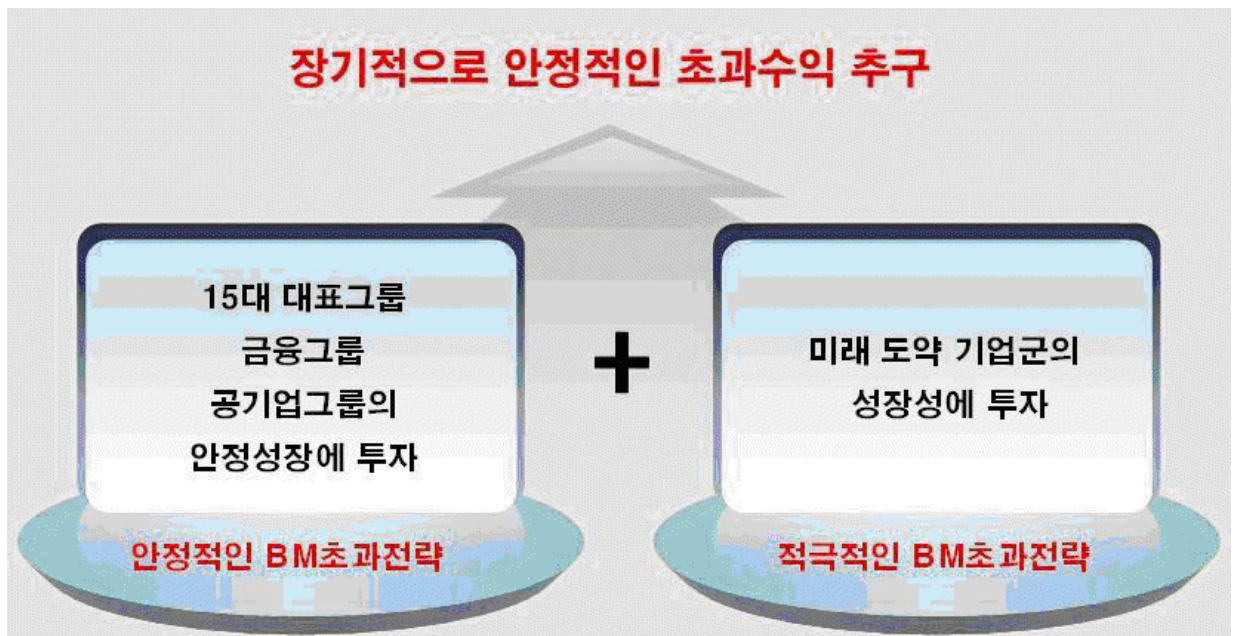 장기적으로 안정적인 초과수익 추구
15대 대표그룹
금융그룹
공기업그룹의
안정성장에 투자
+
미래 도약 기업군의
성장성에 투자
안정적인 BM초과전략
적극적인 BM초과전략